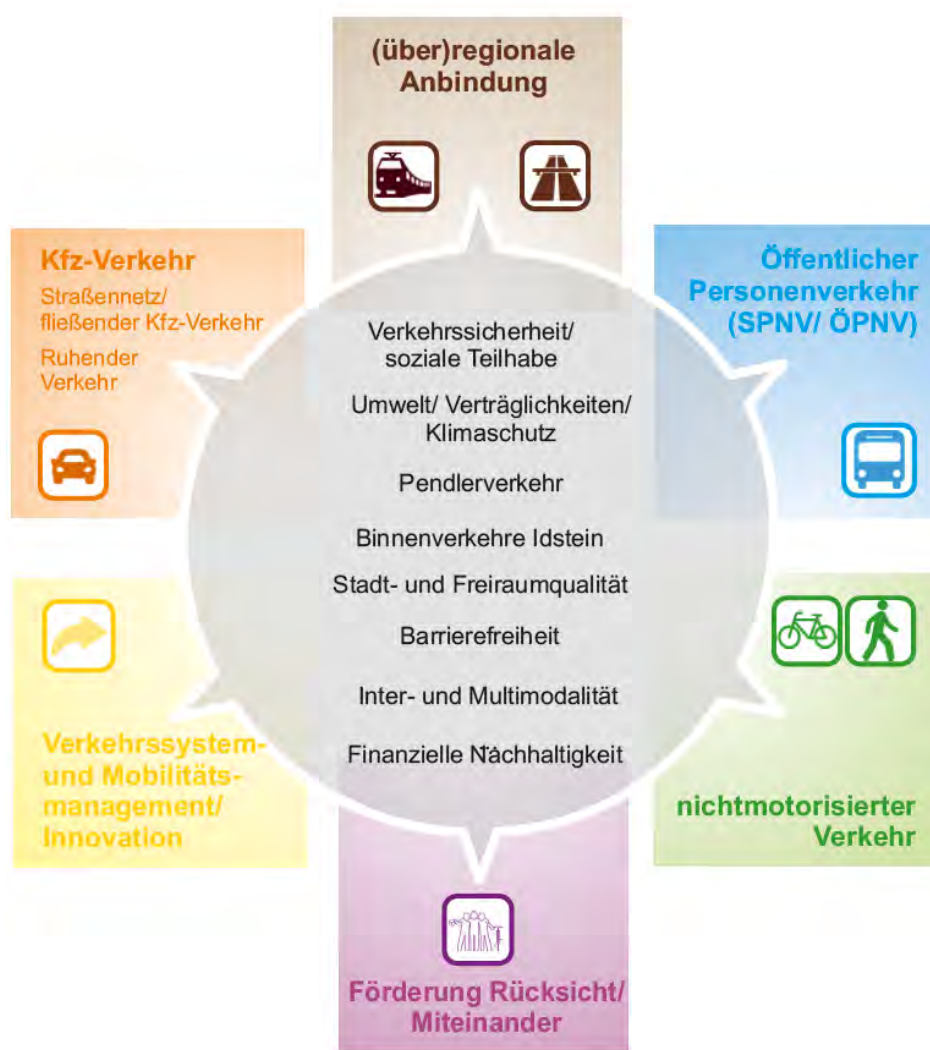 (über)regionale
Anbindung
Kfz-Verkehr
Straßennetz/
fließender Kfz-Verkehr
Ruhender
Verkehr
Öffentlicher
Personenverkehr
(SPNV/ ÖPNV)
Verkehrssicherheit/
soziale Teilhabe
Umwelt/ Verträglichkeiten/
Klimaschutz
Pendlerverkehr
Binnenverkehre Idstein
Stadt- und Freiraumqualität
Barrierefreiheit
Inter- und Multimodalität
Finanzielle Nachhaltigkeit
Verkehrssystem-
und Mobilitäts-
management/
Innovation
nichtmotorisierter
Verkehr
Förderung Rücksicht/
Miteinander